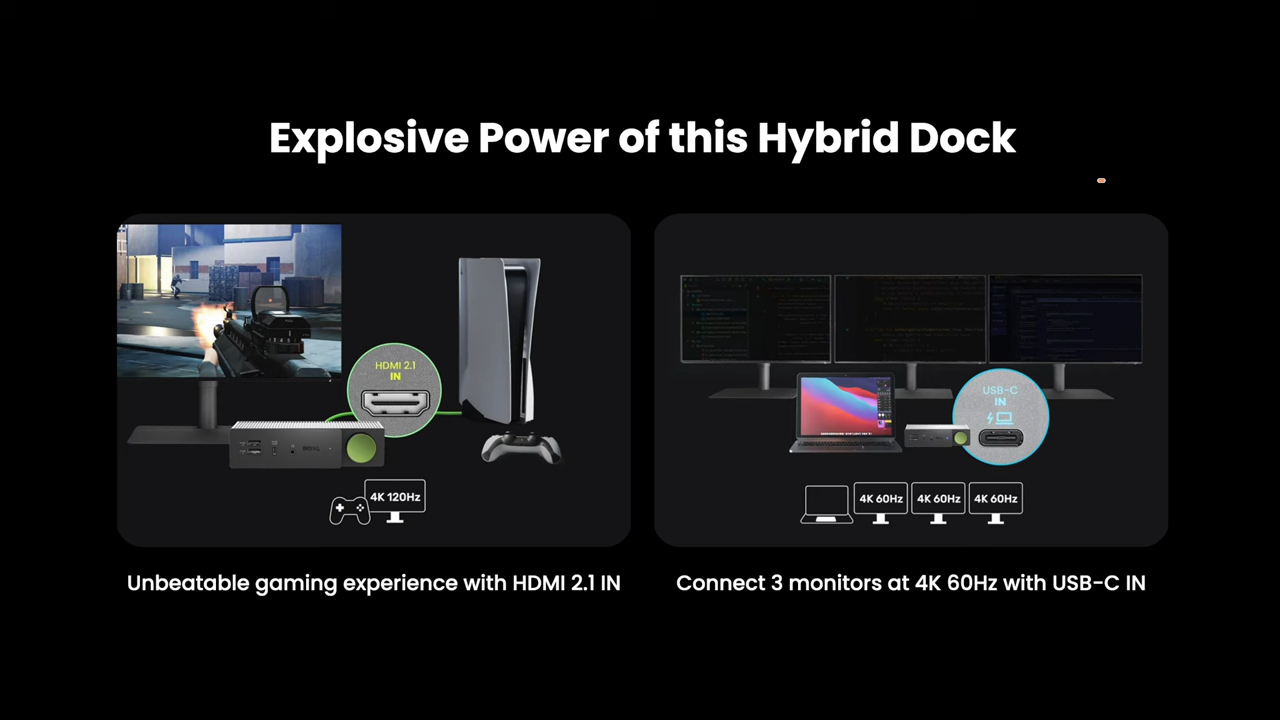 Explosive Power of this Hybrid Dock
HDMI 2.1
IN
BenQ
4K 120Hz
Unbeatable gaming experience with HDMI 2.1 IN
USB-C
IN
4K 60Hz
4K 60Hz
4K 60Hz
Connect 3 monitors at 4K 60Hz with USB-C IN